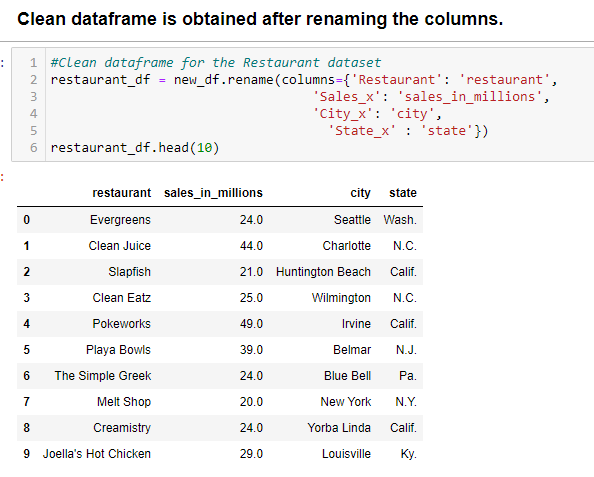 Clean dataframe is obtained after renaming the columns.
: 1 #Clean dataframe for the Restaurant dataset
2 restaurant_df = new_df.rename(columns={'Restaurant': 'restaurant',
3 'Sales_x': 'sales_in_millions',
4 'City_x': 'city',
5 'State_x' : 'state'})
6 restaurant_df.head(10)
:
restaurant sales_in_millions city state
0 Evergreens 24.0 Seattle Wash.
1 Clean Juice 44.0 Charlotte N.C.
2 Slapfish 21.0 Huntington Beach Calif.
3 Clean Eatz 25.0 Wilmington N.C.
4 Pokeworks 49.0 Irvine Calif.
5 Playa Bowls 39.0 Belmar N.J.
6 The Simple Greek 24.0 Blue Bell Pa.
7 Melt Shop 20.0 New York N.Y.
8 Creamistry 24.0 Yorba Linda Calif.
9 Joella's Hot Chicken 29.0 Louisville Ky.